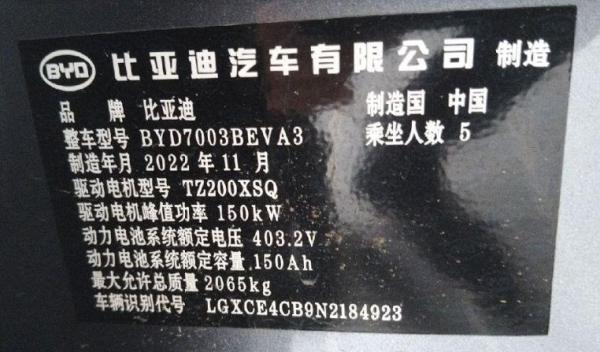 BYD 比亚迪汽车有限公司 制造
品 牌 比亚迪 制造国 中国
整车型号 BYD7003BEVA3 乘坐人数 5
制造年月 2022 年 11 月
驱动电机型号 TZ200XSQ
驱动电机峰值功率 150kW
动力电池系统额定电压 403.2V
动力电池系统额定容量 150Ah
最大允许总质量 2065kg
车辆识别代号 LGXCE4CB9N2184923